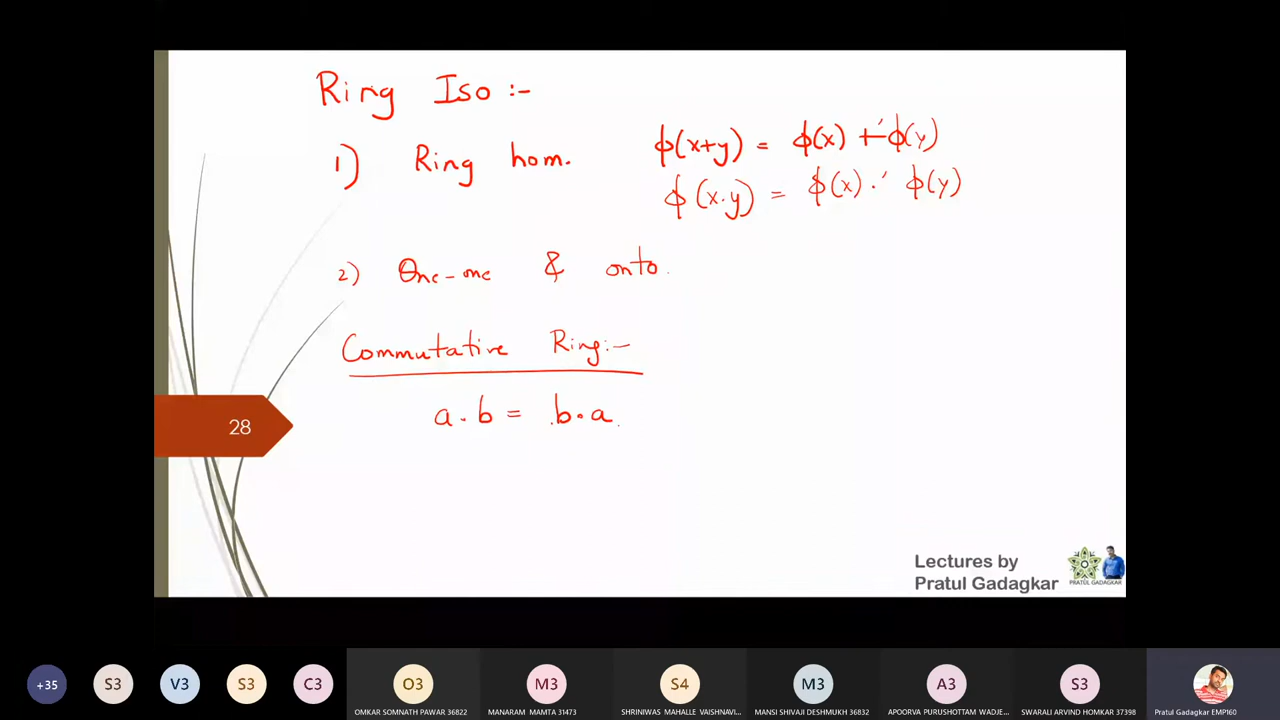 Ring Iso :-
1) Ring hom. ϕ(x+y) = ϕ(x) +' ϕ(y)
ϕ(x.y) = ϕ(x) .' ϕ(y)
2) One-one & onto.
Commutative Ring:-
a . b = b . a.
28
Lectures by
Pratul Gadagkar
PRATUL GADAGKAR
+35 S3 V3 S3 C3 O3 M3 S4 M3 A3 S3
OMKAR SOMNATH PAWAR 36822 MANARAM MAMTA 31473 SHRINIWAS MAHALLE VAISHNAVI... MANSI SHIVAJI DESHMUKH 36832 APOORVA PURUSHOTTAM WADJE... SWARALI ARVIND HOMKAR 37398 Pratul Gadagkar EMP160